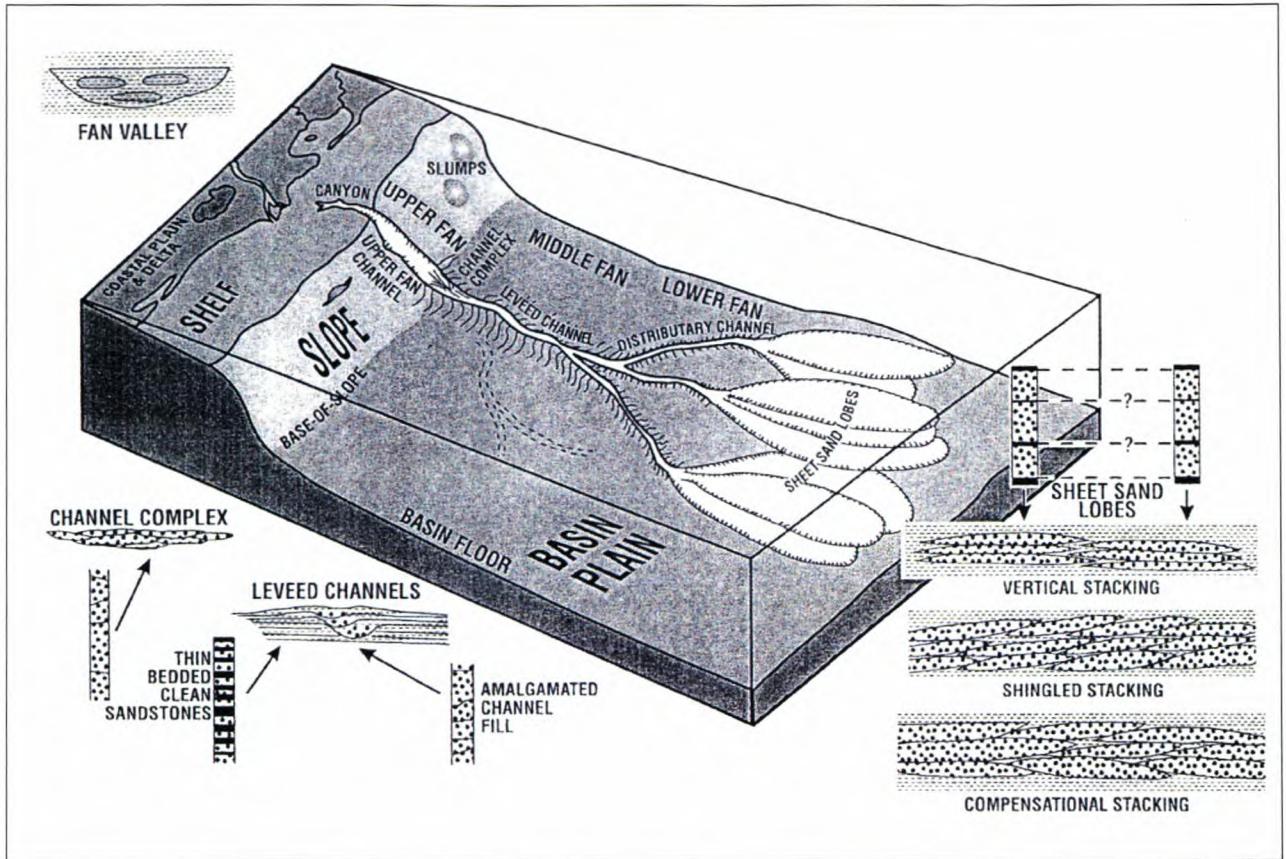 FAN VALLEY
COASTAL PLAIN
& DELTA
SHELF
CANYON
SLUMPS
UPPER FAN
UPPER FAN
CHANNEL
CHANNEL
COMPLEX
MIDDLE FAN
LOWER FAN
SLOPE
LEVEED CHANNEL
DISTRIBUTARY CHANNEL
BASE-OF-SLOPE
SHEET SAND LOBES
BASIN FLOOR
BASIN
PLAIN
?
?
SHEET SAND
LOBES
VERTICAL STACKING
SHINGLED STACKING
COMPENSATIONAL STACKING
CHANNEL COMPLEX
LEVEED CHANNELS
THIN
BEDDED
CLEAN
SANDSTONES
AMALGAMATED
CHANNEL
FILL